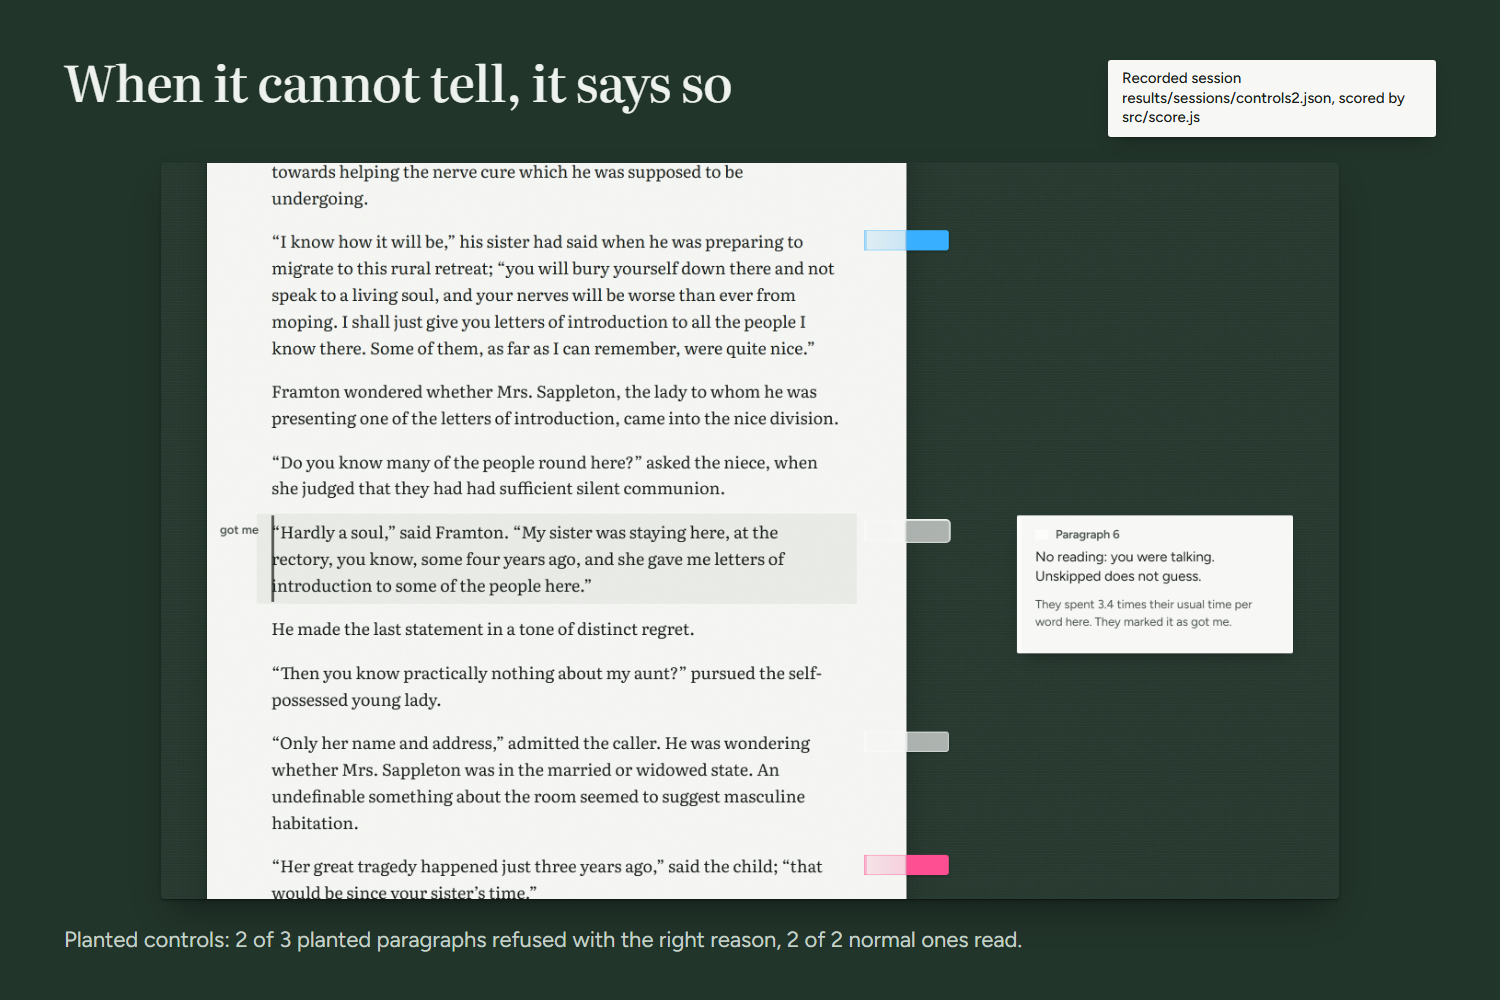 When it cannot tell, it says so
Recorded session
results/sessions/controls2.json, scored by
src/score.js
towards helping the nerve cure which he was supposed to be
undergoing.
“I know how it will be,” his sister had said when he was preparing to
migrate to this rural retreat; “you will bury yourself down there and not
speak to a living soul, and your nerves will be worse than ever from
moping. I shall just give you letters of introduction to all the people I
know there. Some of them, as far as I can remember, were quite nice.”
Framton wondered whether Mrs. Sappleton, the lady to whom he was
presenting one of the letters of introduction, came into the nice division.
“Do you know many of the people round here?” asked the niece, when
she judged that they had had sufficient silent communion.
got me
“Hardly a soul,” said Framton. “My sister was staying here, at the
rectory, you know, some four years ago, and she gave me letters of
introduction to some of the people here.”
Paragraph 6
No reading: you were talking.
Unskipped does not guess.
They spent 3.4 times their usual time per
word here. They marked it as got me.
He made the last statement in a tone of distinct regret.
“Then you know practically nothing about my aunt?” pursued the self-
possessed young lady.
“Only her name and address,” admitted the caller. He was wondering
whether Mrs. Sappleton was in the married or widowed state. An
undefinable something about the room seemed to suggest masculine
habitation.
“Her great tragedy happened just three years ago,” said the child; “that
would be since your sister’s time.”
Planted controls: 2 of 3 planted paragraphs refused with the right reason, 2 of 2 normal ones read.